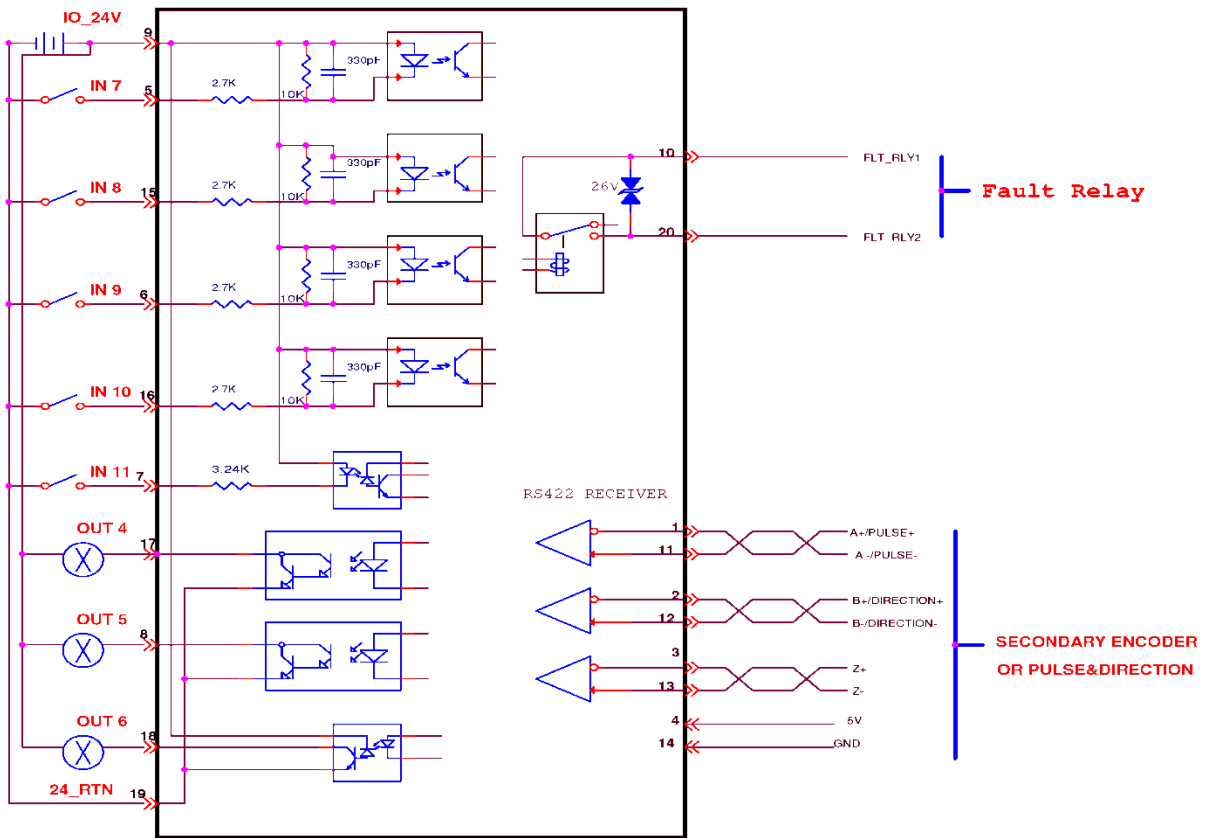 IO_24V
9
330pF
IN 7
5
2.7K
10K
330pF
IN 8
15
2.7K
10K
330pF
IN 9
6
2.7K
10K
330pF
IN 10
16
2.7K
10K
IN 11
7
3.24K
OUT 4
17
OUT 5
8
OUT 6
18
24_RTN
19
10
FLT_RLY1
26V
Fault Relay
20
FLT_RLY2
RS422 RECEIVER
1
A+/PULSE+
11
A-/PULSE-
2
B+/DIRECTION+
12
B-/DIRECTION-
3
Z+
13
Z-
4
5V
14
GND
SECONDARY ENCODER
OR PULSE&DIRECTION